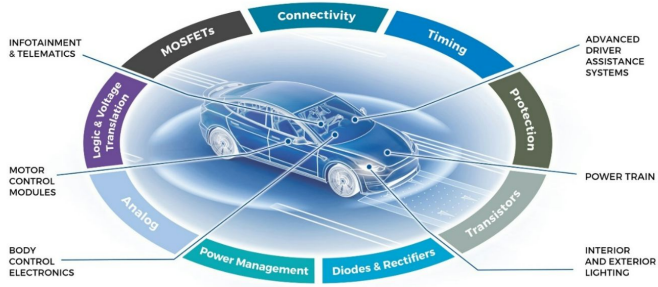 Connectivity
MOSFETs
Timing
INFOTAINMENT
& TELEMATICS
ADVANCED
DRIVER
ASSISTANCE
SYSTEMS
Logic & Voltage
Translation
Protection
MOTOR
CONTROL
MODULES
POWER TRAIN
Analog
Transistors
BODY
CONTROL
ELECTRONICS
Power Management
Diodes & Rectifiers
INTERIOR
AND EXTERIOR
LIGHTING